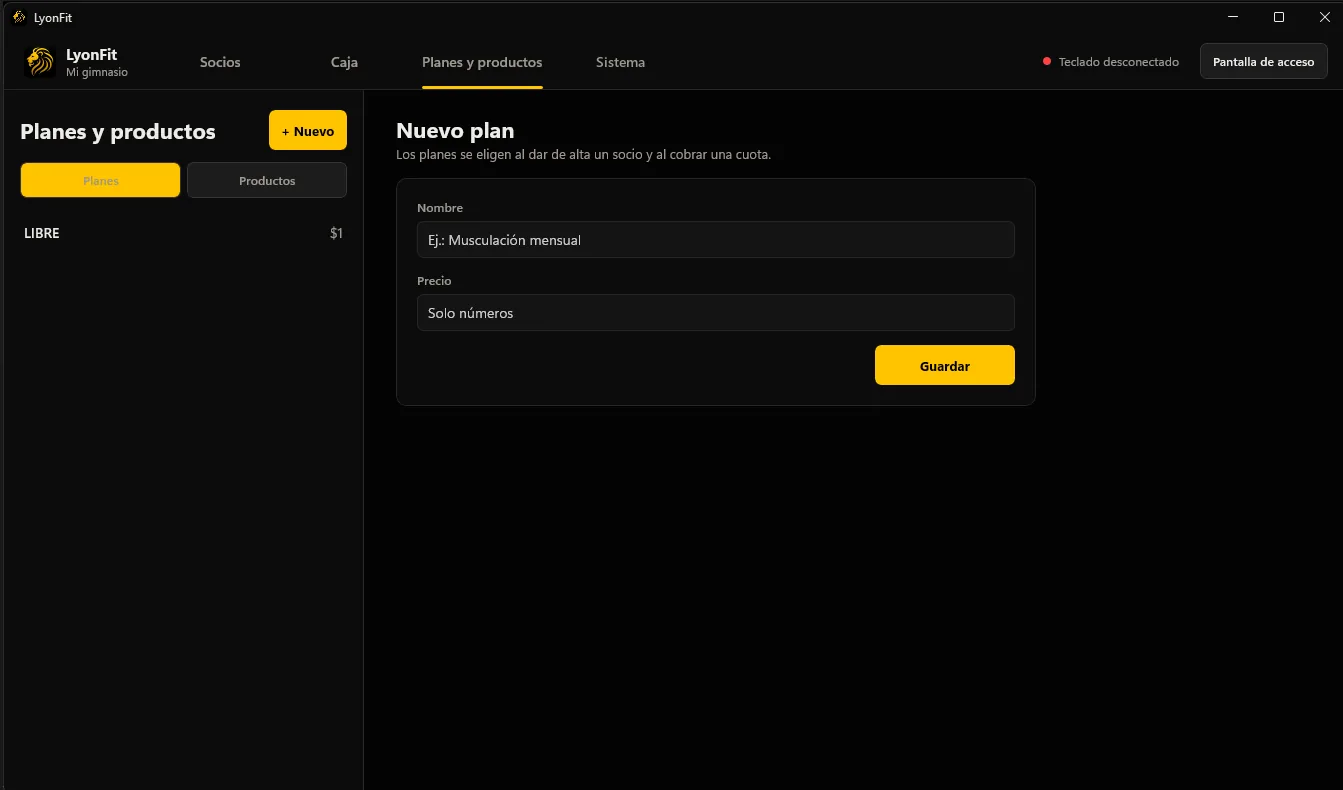 LyonFit
LyonFit
Mi gimnasio
Socios
Caja
Planes y productos
Sistema
Teclado desconectado
Pantalla de acceso
Planes y productos
+ Nuevo
Planes
Productos
LIBRE
$1
Nuevo plan
Los planes se eligen al dar de alta un socio y al cobrar una cuota.
Nombre
Ej.: Musculación mensual
Precio
Solo números
Guardar